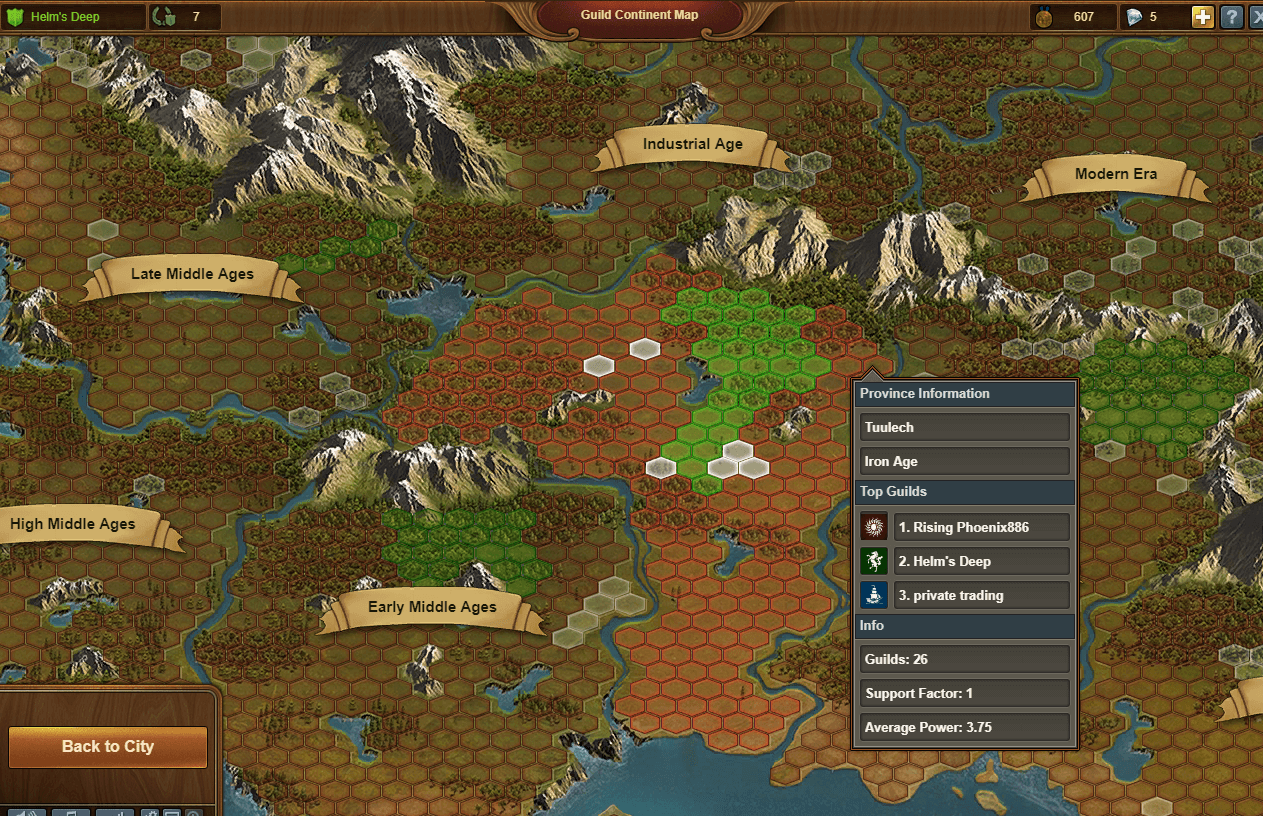 Helm's Deep
7
Guild Continent Map
607
5
?
Industrial Age
Modern Era
Late Middle Ages
High Middle Ages
Early Middle Ages
Province Information
Tuulech
Iron Age
Top Guilds
1. Rising Phoenix886
2. Helm's Deep
3. private trading
Info
Guilds: 26
Support Factor: 1
Average Power: 3.75
Back to City